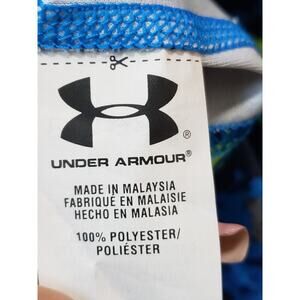 UNDER ARMOUR®
MADE IN MALAYSIA
FABRIQUÉ EN MALAISIE
HECHO EN MALASIA
100% POLYESTER/
POLIÉSTER